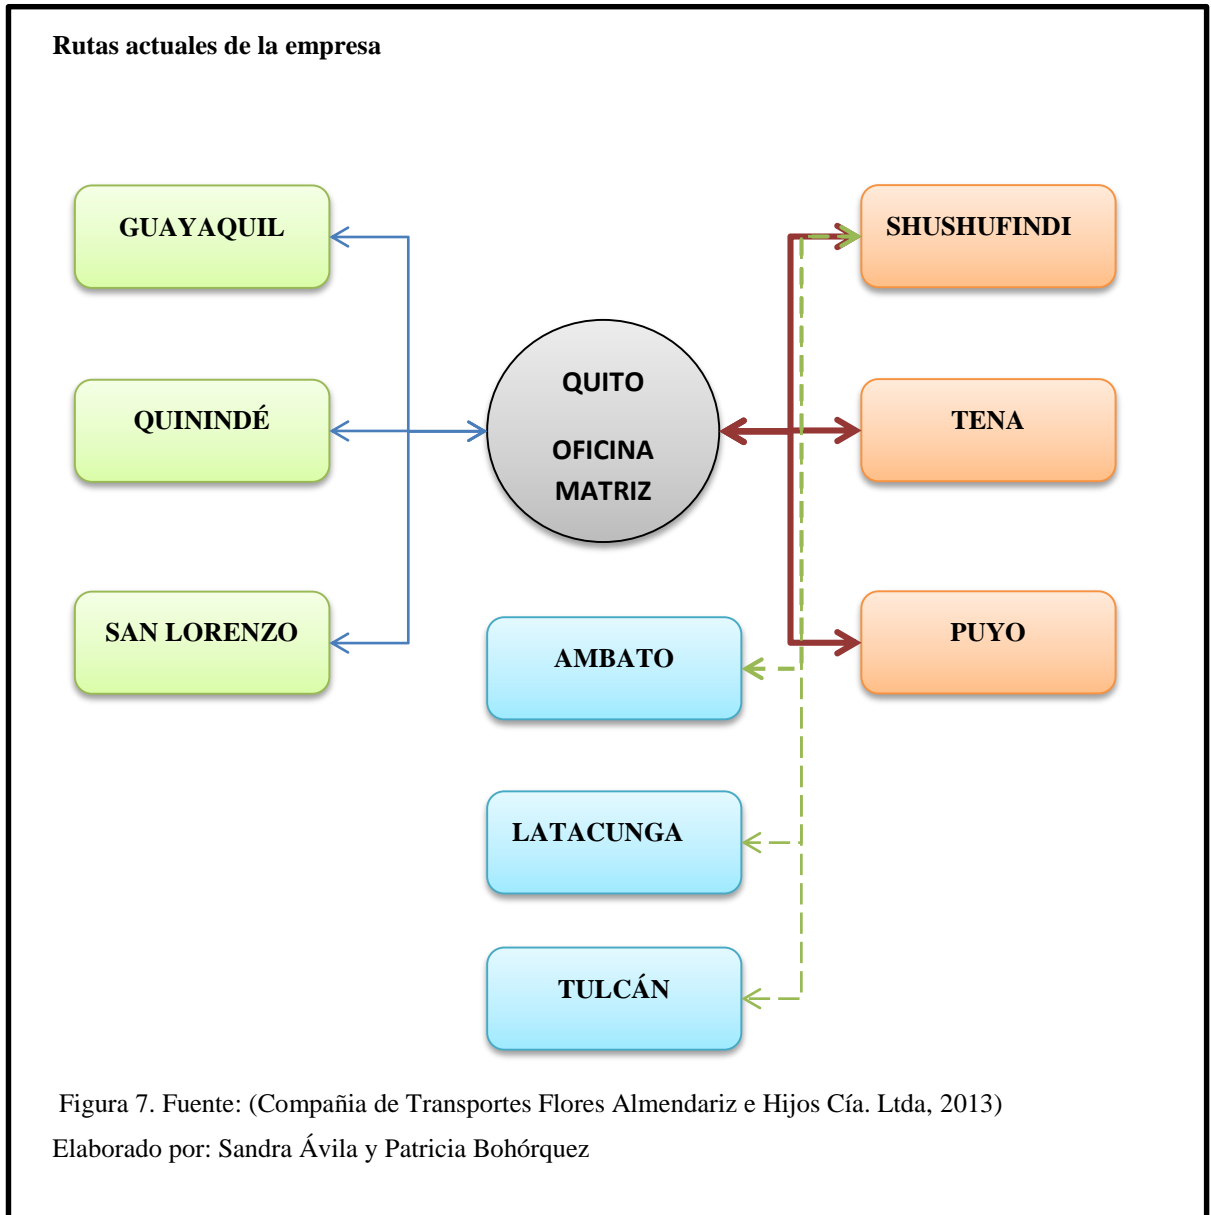 Rutas actuales de la empresa
GUAYAQUIL
SHUSHUFINDI
QUITO
OFICINA
MATRIZ
QUININDÉ
TENA
SAN LORENZO
PUYO
AMBATO
LATACUNGA
TULCÁN
Figura 7. Fuente: (Compañia de Transportes Flores Almendariz e Hijos Cía. Ltda, 2013)
Elaborado por: Sandra Ávila y Patricia Bohórquez